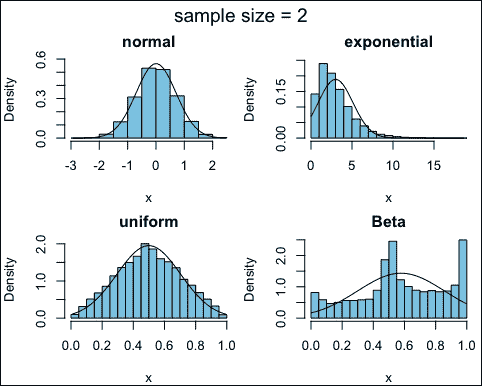 sample size = 2
normal
Density
0.0 0.3 0.6
-3 -2 -1 0 1 2
x
exponential
Density
0.00 0.15
0 5 10 15
x
uniform
Density
0.0 1.0 2.0
0.0 0.2 0.4 0.6 0.8 1.0
x
Beta
Density
0.0 1.0 2.0
0.0 0.2 0.4 0.6 0.8 1.0
x